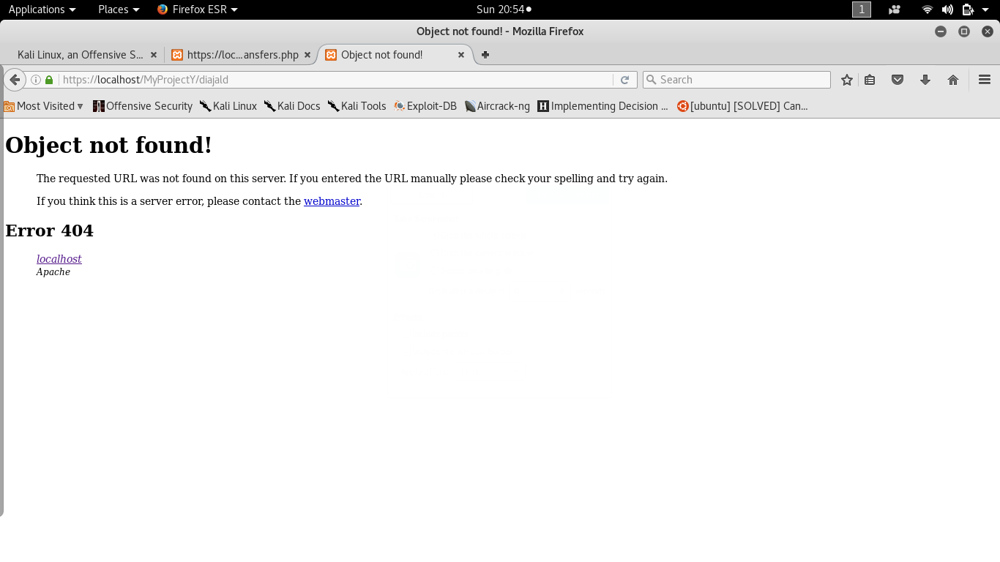 Applications Places Firefox ESR Sun 20:54 1
Object not found! - Mozilla Firefox
Kali Linux, an Offensive S... https://loc...ansfers.php Object not found!
https://localhost/MyProjectY/diajald Search
Most Visited Offensive Security Kali Linux Kali Docs Kali Tools Exploit-DB Aircrack-ng Implementing Decision ... [ubuntu] [SOLVED] Can...
Object not found!
The requested URL was not found on this server. If you entered the URL manually please check your spelling and try again.
If you think this is a server error, please contact the webmaster.
Error 404
localhost
Apache